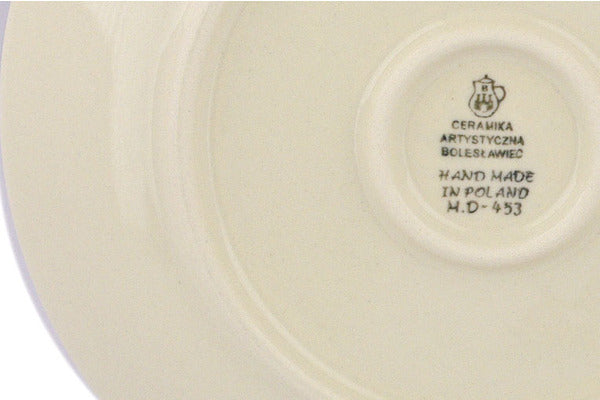 B
CERAMIKA
ARTYSTYCZNA
BOLESŁAWIEC
HAND MADE
IN POLAND
M.D-453